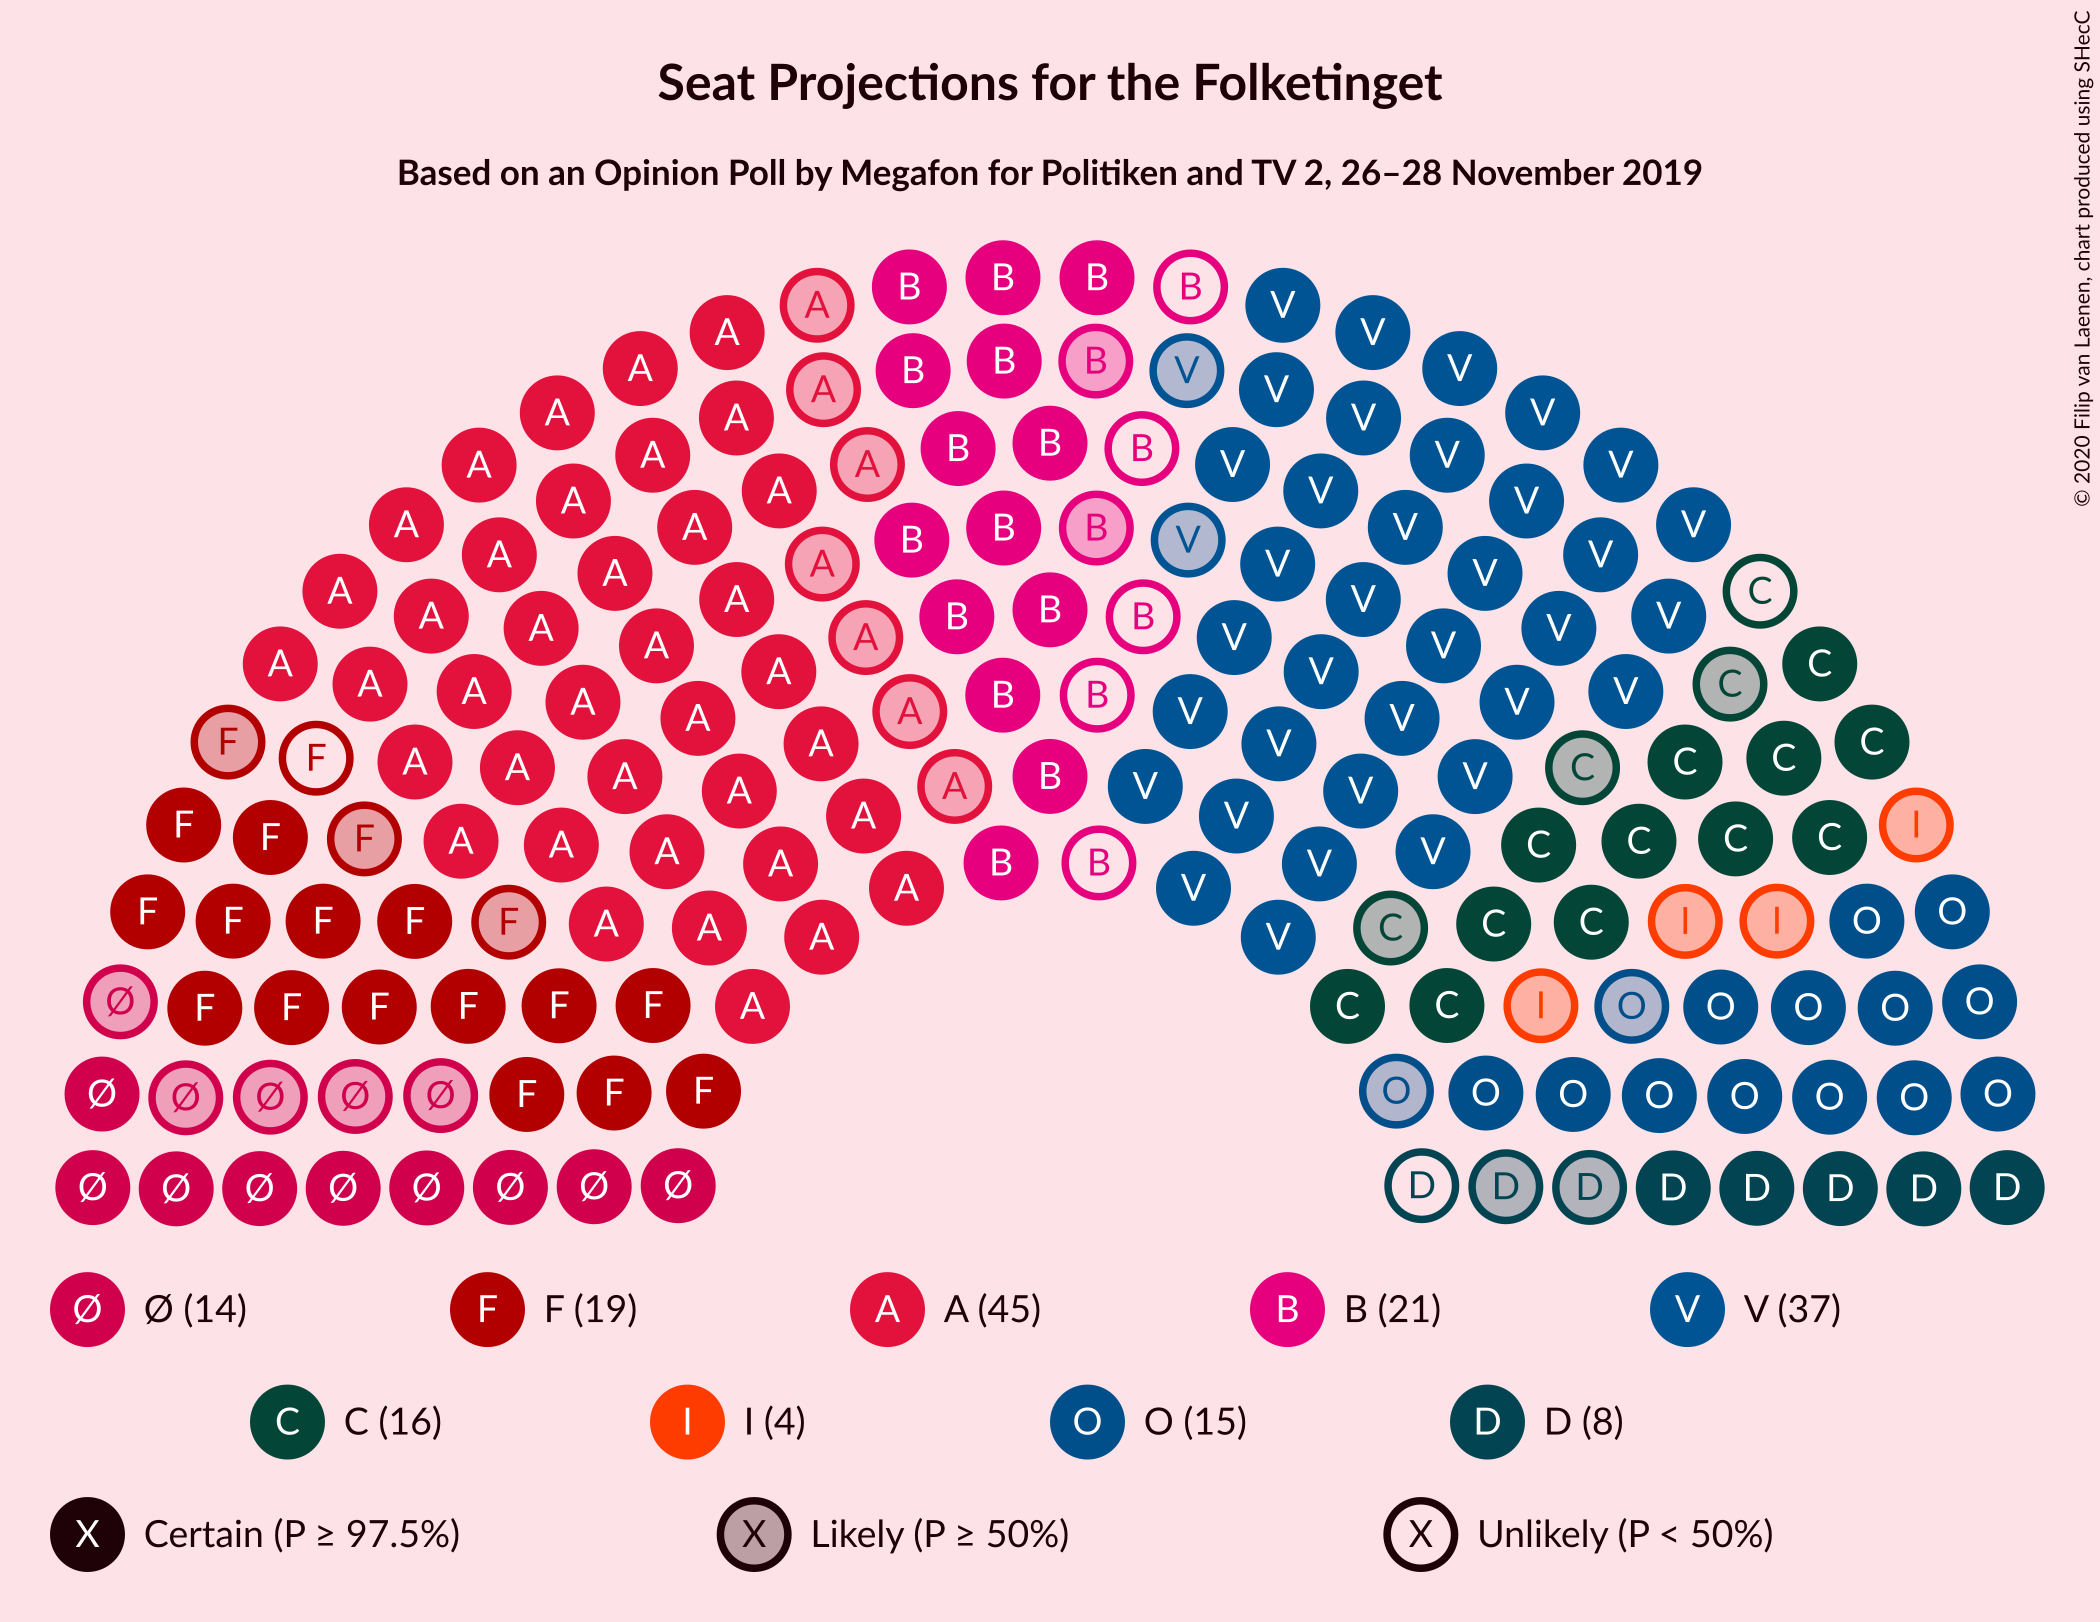 Seat Projections for the Folketinget
Based on an Opinion Poll by Megafon for Politiken and TV 2, 26–28 November 2019
© 2020 Filip van Laenen, chart produced using SHecC
B B B B
A A V V
A B B B V V
A A A V V V
A A A B B B V V V
A A A A V V V V
A A A B B B V V V V
A A A A B B B V V V C
A A A V V C
A A A A A B B V V V V C
F F A A A A V V C C C C
A A A B V V V
F F F A A A A V V C C C C I
A A B B V V
F F F F F A A A V C C C I I O O
Ø F F F F F F A C C I O O O O O
Ø Ø Ø Ø Ø F F F O O O O O O O O
Ø Ø Ø Ø Ø Ø Ø Ø D D D D D D D D
Ø Ø (14) F F (19) A A (45) B B (21) V V (37)
C C (16) I I (4) O O (15) D D (8)
X Certain (P ≥ 97.5%) X Likely (P ≥ 50%) X Unlikely (P < 50%)